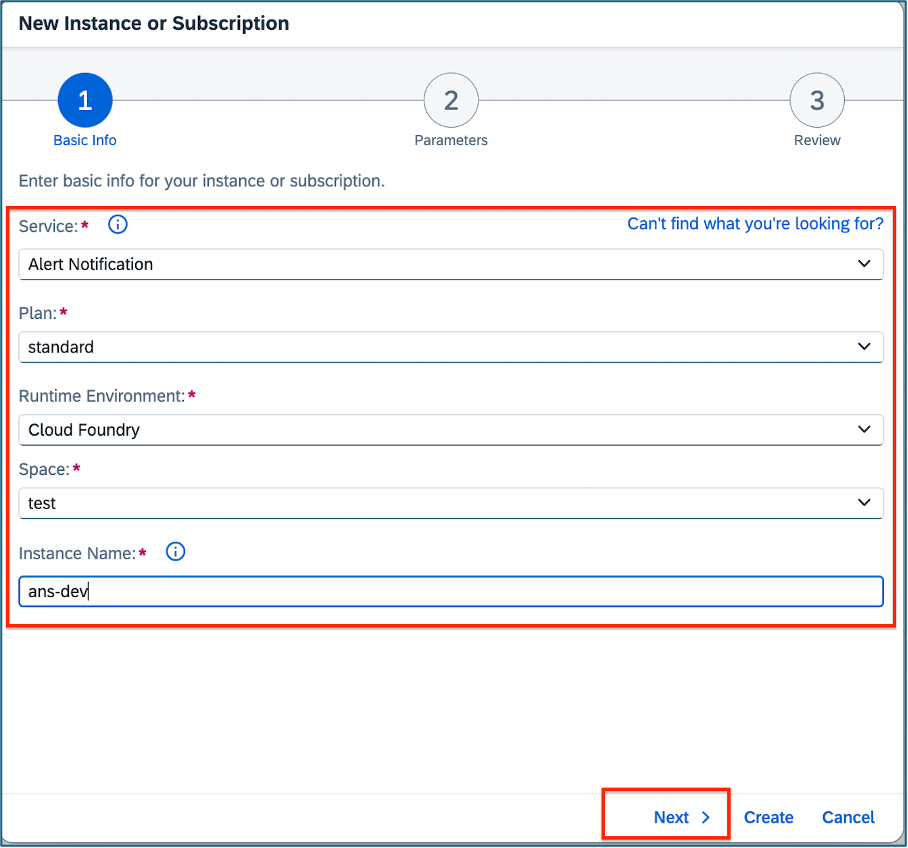 New Instance or Subscription
1
2
3
Basic Info
Parameters
Review
Enter basic info for your instance or subscription.
Service:*
Can't find what you're looking for?
Alert Notification
Plan:*
standard
Runtime Environment:*
Cloud Foundry
Space:*
test
Instance Name:*
ans-dev
Next
Create
Cancel